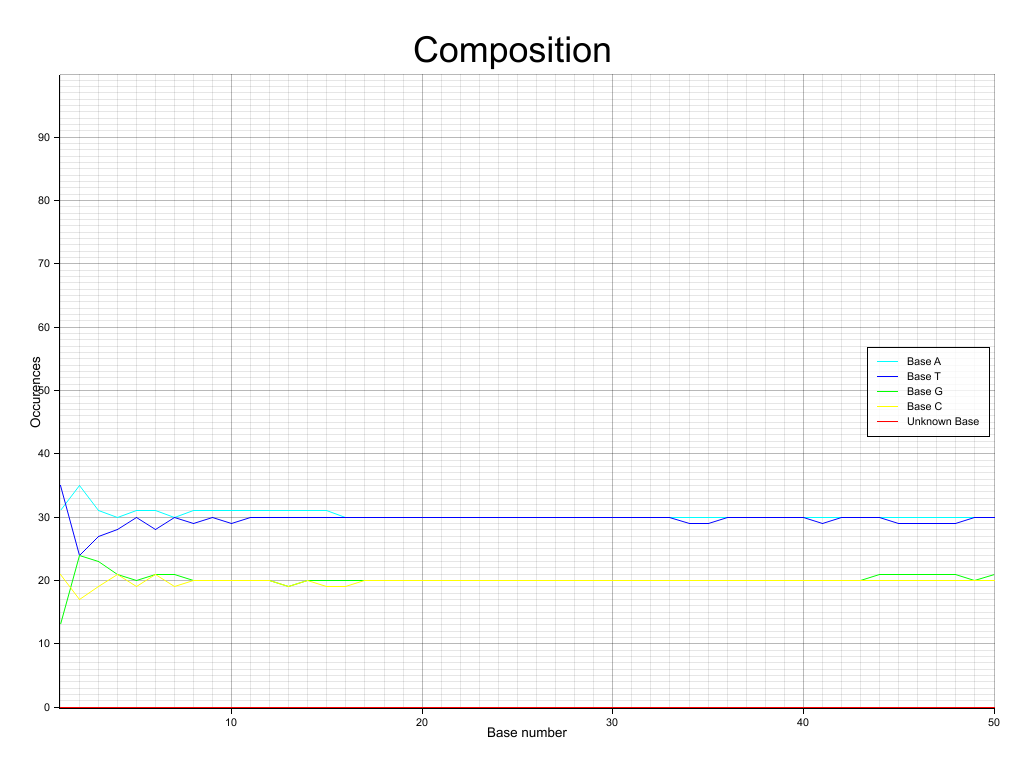 Composition
90
80
70
60
50
40
30
20
10
0
Occurences
Base A
Base T
Base G
Base C
Unknown Base
10 20 30 40 50
Base number